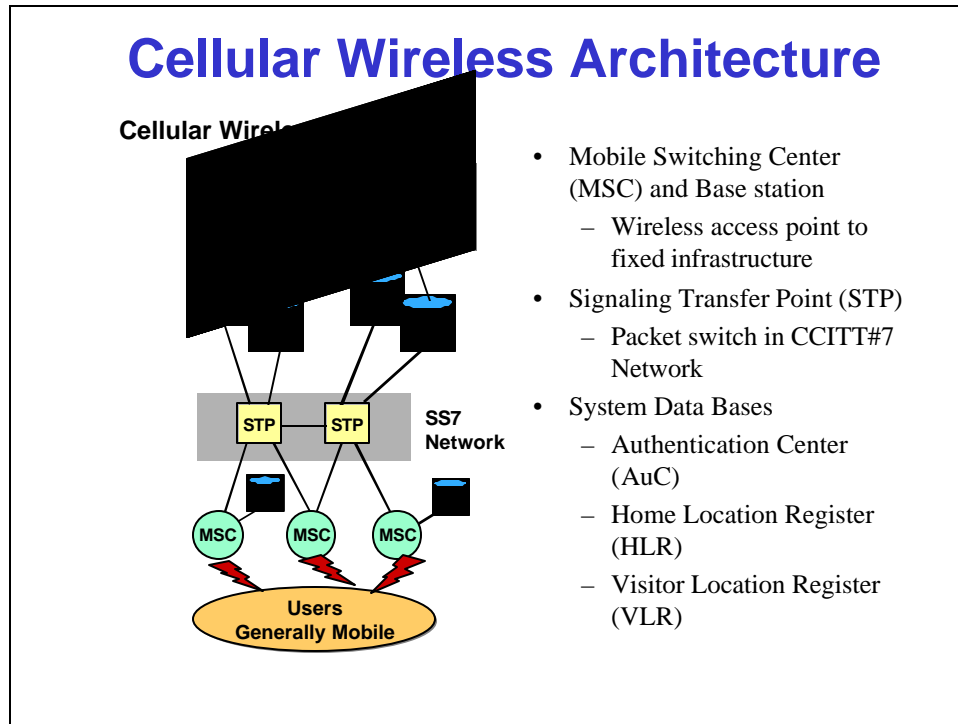 Cellular Wireless Architecture
Cellular
• Mobile Switching Center
(MSC) and Base station
– Wireless access point to
fixed infrastructure
• Signaling Transfer Point (STP)
– Packet switch in CCITT#7
Network
• System Data Bases
– Authentication Center
(AuC)
– Home Location Register
(HLR)
– Visitor Location Register
(VLR)
STP
STP
SS7
Network
MSC
MSC
MSC
Users
Generally Mobile